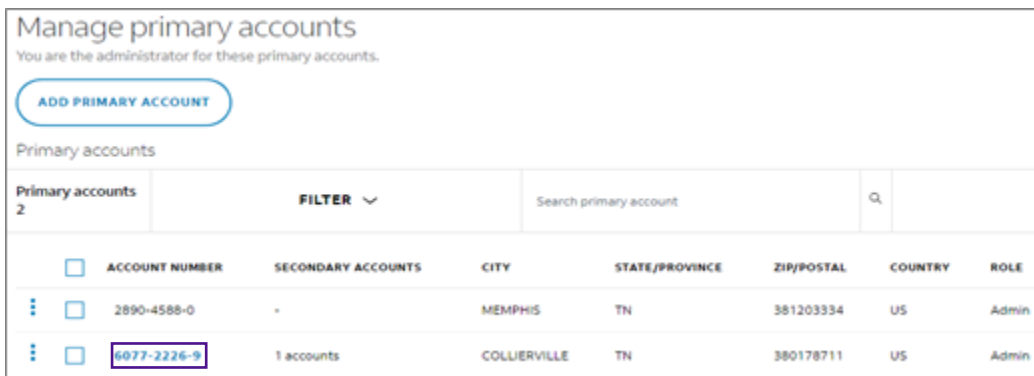 Manage primary accounts
You are the administrator for these primary accounts.
ADD PRIMARY ACCOUNT
Primary accounts
Primary accounts
2
FILTER
Search primary account
ACCOUNT NUMBER SECONDARY ACCOUNTS CITY STATE/PROVINCE ZIP/POSTAL COUNTRY ROLE
2890-4588-0 - MEMPHIS TN 381203334 US Admin
6077-2226-9 1 accounts COLLIERVILLE TN 380178711 US Admin